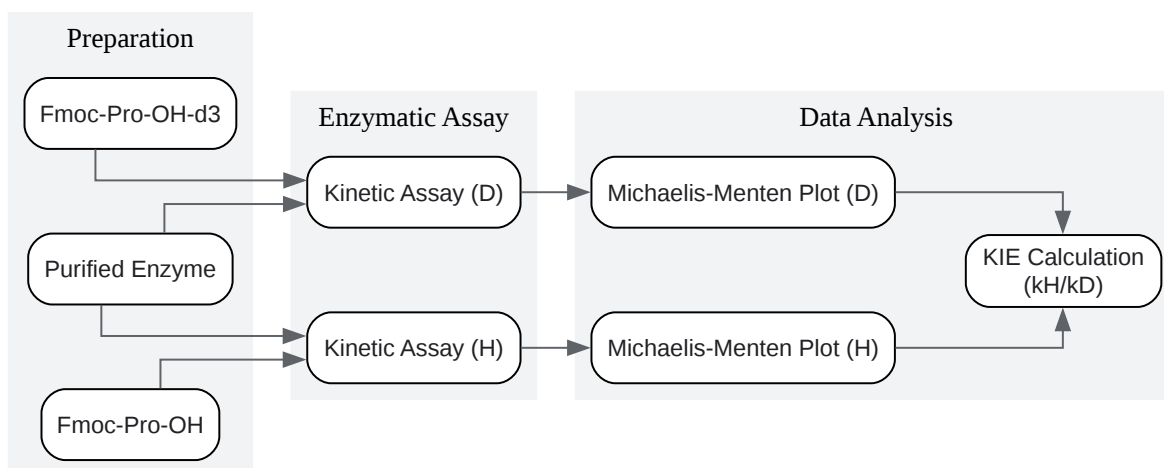 Preparation
Fmoc-Pro-OH-d3
Purified Enzyme
Fmoc-Pro-OH
Enzymatic Assay
Kinetic Assay (D)
Kinetic Assay (H)
Data Analysis
Michaelis-Menten Plot (D)
Michaelis-Menten Plot (H)
KIE Calculation
(kH/kD)